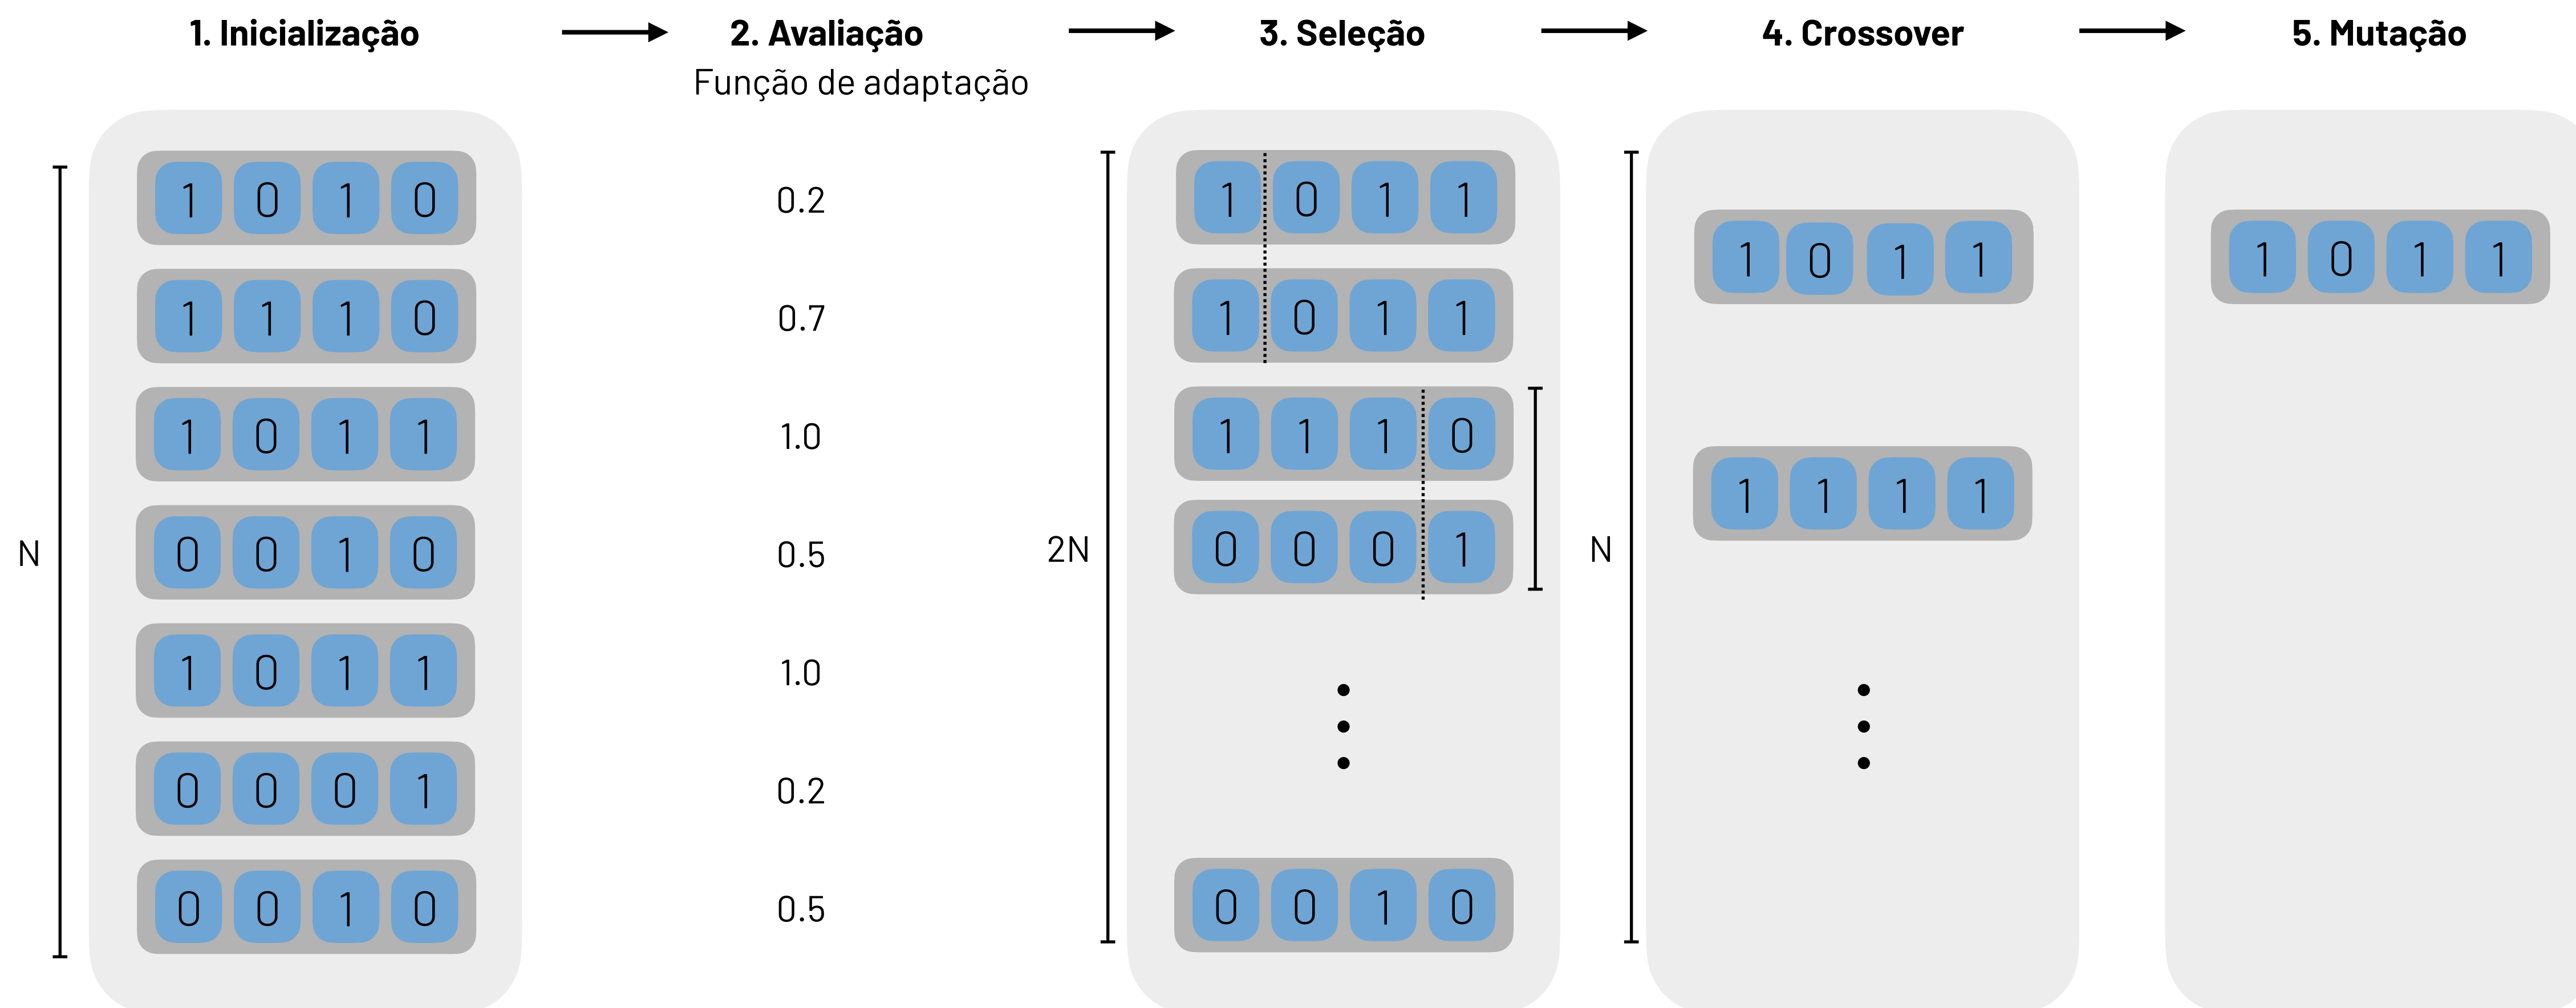 1. Inicialização
2. Avaliação
3. Seleção
4. Crossover
5. Mutação
Função de adaptação
N
1 0 1 0
1 1 1 0
1 0 1 1
0 0 1 0
1 0 1 1
0 0 0 1
0 0 1 0
0.2
0.7
1.0
0.5
1.0
0.2
0.5
2N
1 0 1 1
1 0 1 1
1 1 1 0
0 0 0 1
0 0 1 0
N
1 0 1 1
1 1 1 1
1 0 1 1